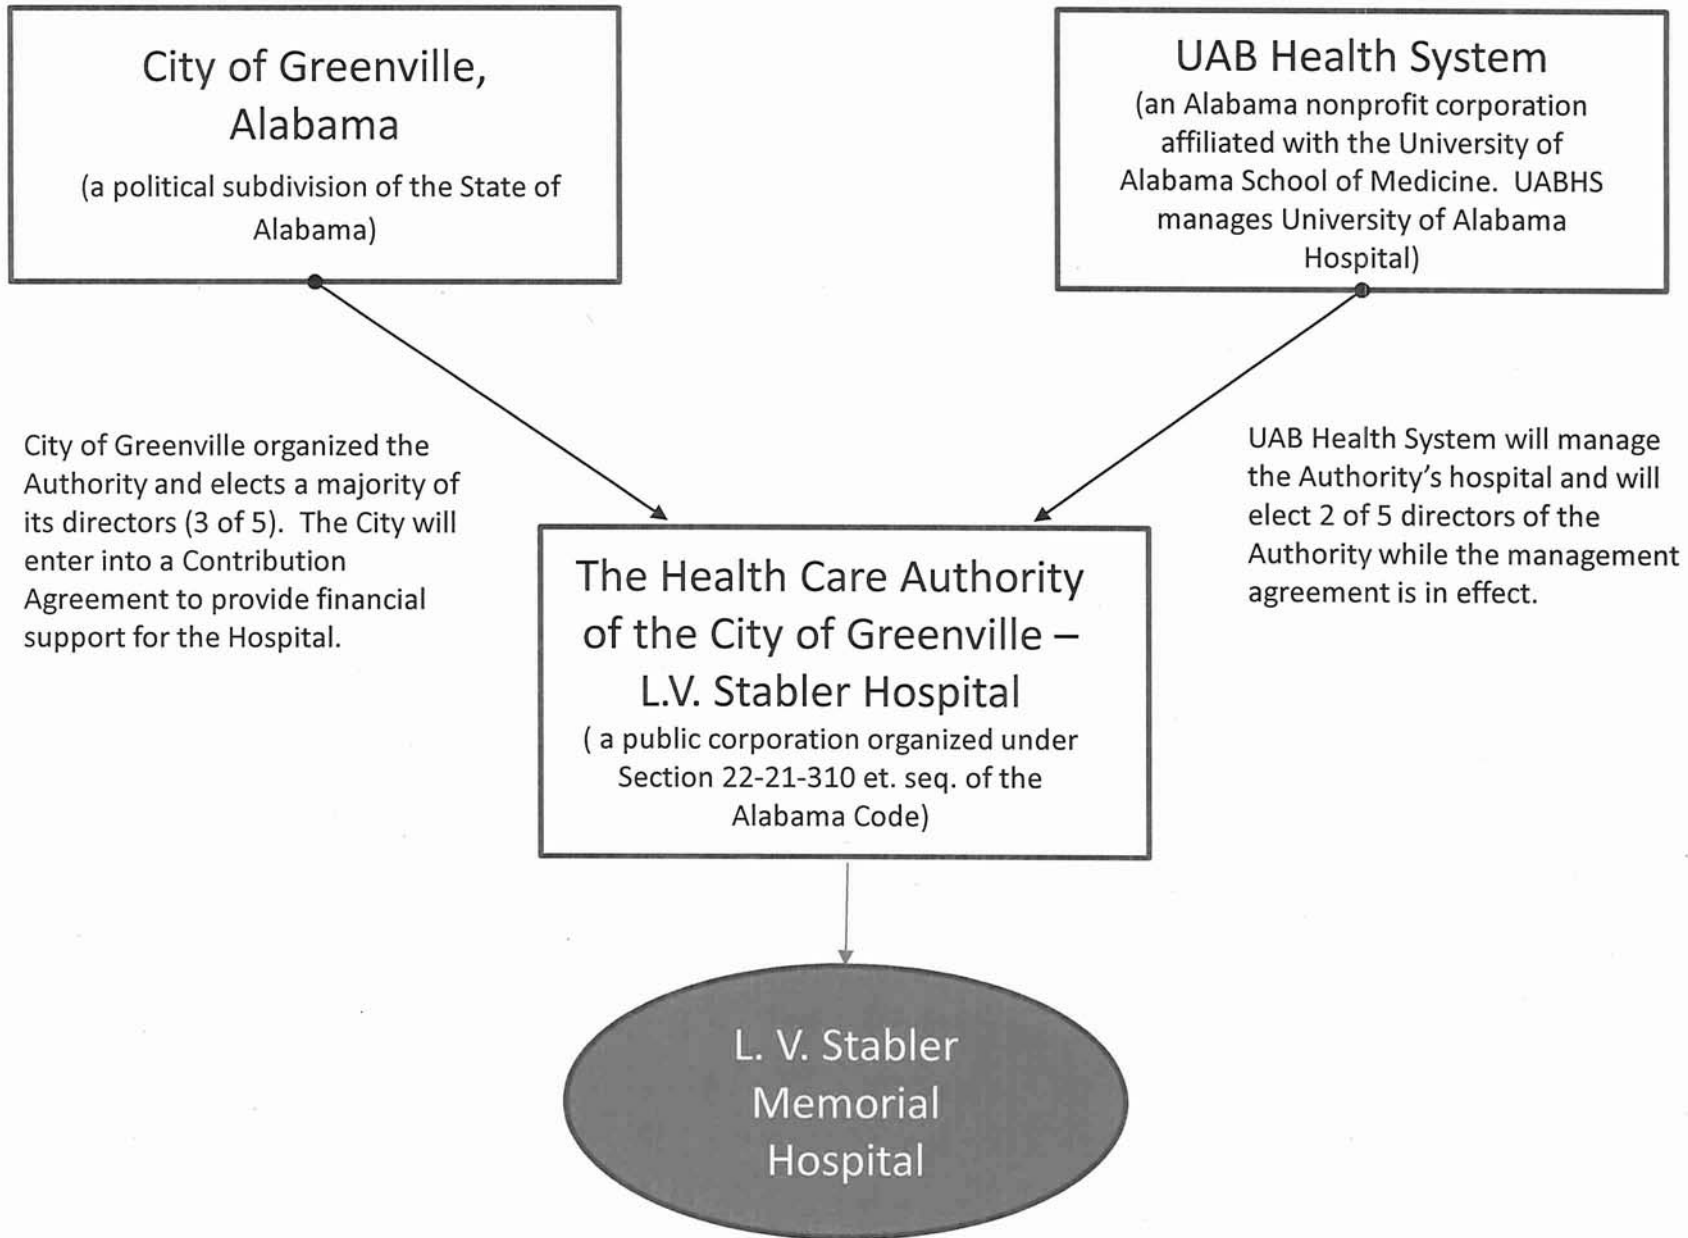 City of Greenville,
Alabama
(a political subdivision of the State of
Alabama)
UAB Health System
(an Alabama nonprofit corporation
affiliated with the University of
Alabama School of Medicine.  UABHS
manages University of Alabama
Hospital)
City of Greenville organized the
Authority and elects a majority of
its directors (3 of 5).  The City will
enter into a Contribution
Agreement to provide financial
support for the Hospital.
UAB Health System will manage
the Authority’s hospital and will
elect 2 of 5 directors of the
Authority while the management
agreement is in effect.
The Health Care Authority
of the City of Greenville –
L.V. Stabler Hospital
( a public corporation organized under
Section 22-21-310 et. seq. of the
Alabama Code)
L. V. Stabler
Memorial
Hospital